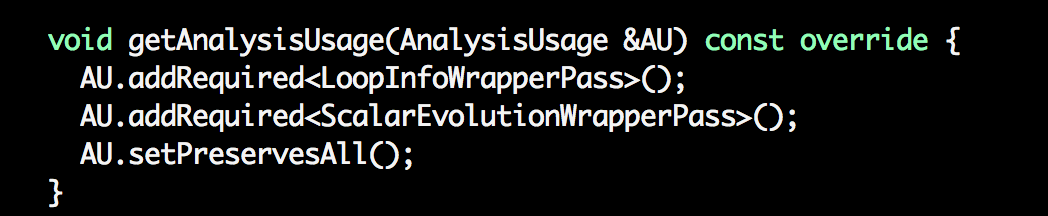 void getAnalysisUsage(AnalysisUsage &AU) const override {
  AU.addRequired<LoopInfoWrapperPass>();
  AU.addRequired<ScalarEvolutionWrapperPass>();
  AU.setPreservesAll();
}